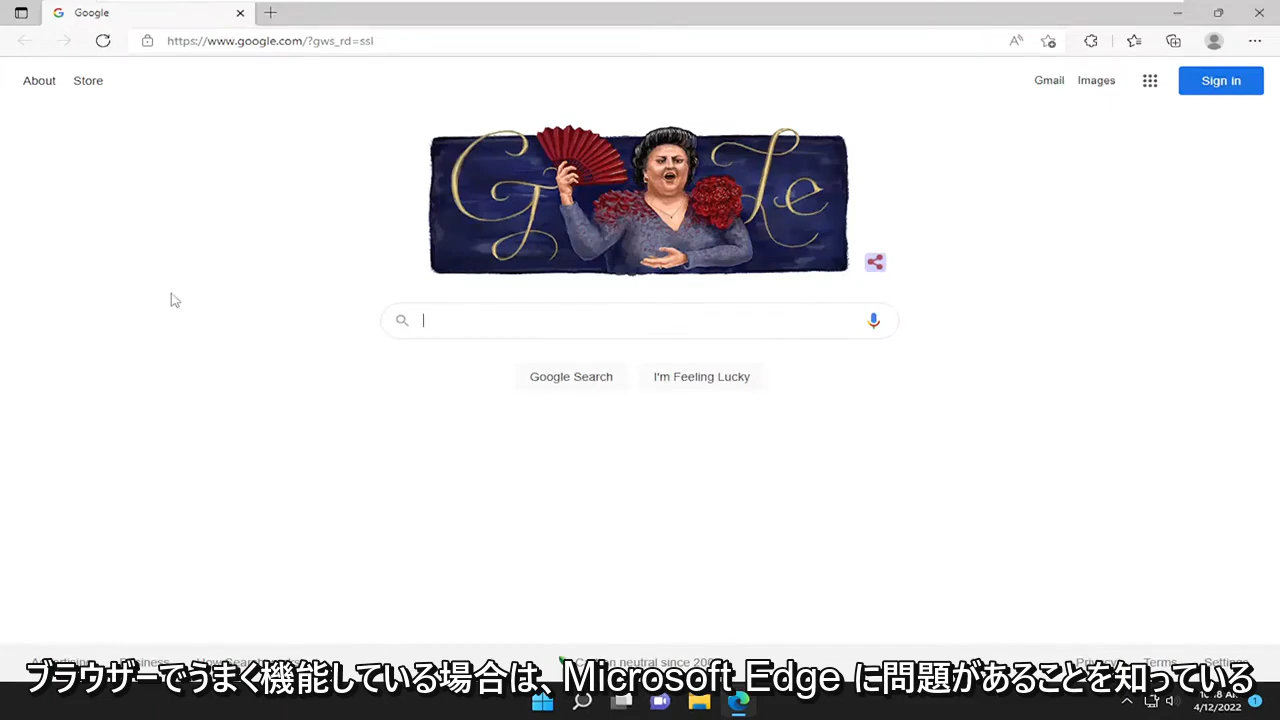 Google
https://www.google.com/?gws_rd=ssl
About Store
Gmail Images Sign in
Google Search I'm Feeling Lucky
ブラウザーでうまく機能している場合は、Microsoft Edge に問題があることを知っている
4/12/2022